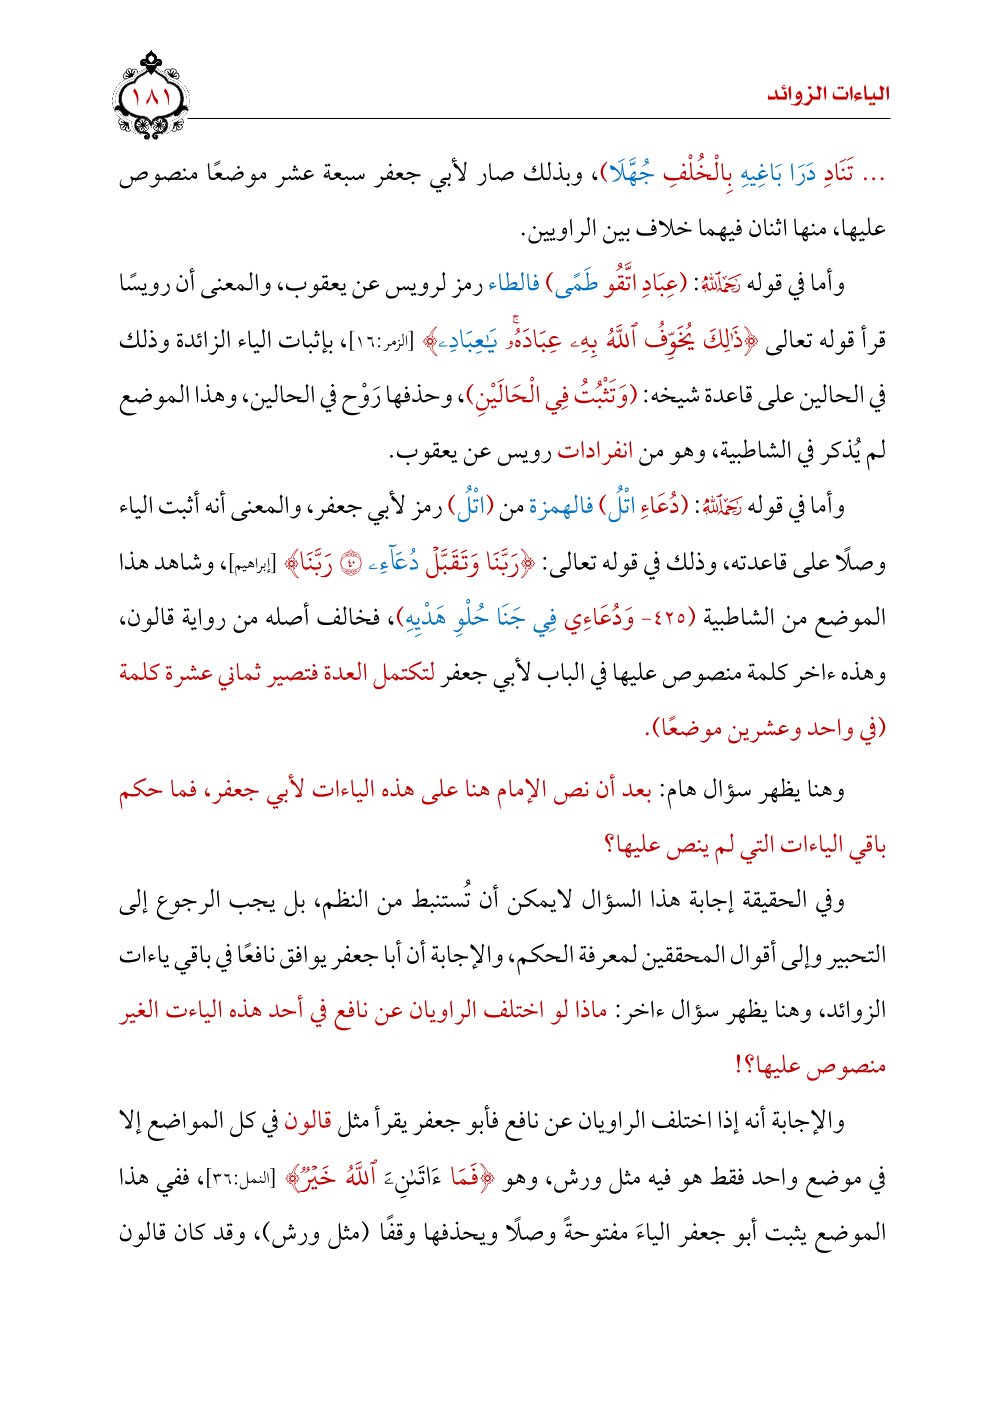 الياءات الزوائد
١٨١
... تَنَادِ دَرَا بَاغِيهِ بِالْخُلْفِ جُهَّلَا)، وبذلك صار لأبي جعفر سبعة عشر موضعًا منصوص
عليها، منها اثنان فيهما خلاف بين الراويين.
وأما في قوله رَحِمَهُ ٱللَّهُ: (عِبَادِ اتَّقُو طَمًى) فالطاء رمز لرويس عن يعقوب، والمعنى أن رويسًا
قرأ قوله تعالى ﴿ذَٰلِكَ يُخَوِّفُ ٱللَّهُ بِهِۦ عِبَادَهُۥۚ يَٰعِبَادِۦ﴾ [الزمر:١٦]، بإثبات الياء الزائدة وذلك
في الحالين على قاعدة شيخه: (وَتَثْبُتُ فِي الْحَالَيْنِ)، وحذفها رَوْح في الحالين، وهذا الموضع
لم يُذكر في الشاطبية، وهو من انفرادات رويس عن يعقوب.
وأما في قوله رَحِمَهُ ٱللَّهُ: (دُعَاءِ اتْلُ) فالهمزة من (اتْلُ) رمز لأبي جعفر، والمعنى أنه أثبت الياء
وصلًا على قاعدته، وذلك في قوله تعالى: ﴿رَبَّنَا وَتَقَبَّلْ دُعَآءِۦ ٤٠ رَبَّنَا﴾ [إبراهيم]، وشاهد هذا
الموضع من الشاطبية (٤٢٥- وَدُعَاءِي فِي جَنَا حُلْوِ هَدْيِهِ)، فخالف أصله من رواية قالون،
وهذه ءاخر كلمة منصوص عليها في الباب لأبي جعفر لتكتمل العدة فتصير ثماني عشرة كلمة
(في واحد وعشرين موضعًا).
وهنا يظهر سؤال هام: بعد أن نص الإمام هنا على هذه الياءات لأبي جعفر، فما حكم
باقي الياءات التي لم ينص عليها؟
وفي الحقيقة إجابة هذا السؤال لايمكن أن تُستنبط من النظم، بل يجب الرجوع إلى
التحبير وإلى أقوال المحققين لمعرفة الحكم، والإجابة أن أبا جعفر يوافق نافعًا في باقي ياءات
الزوائد، وهنا يظهر سؤال ءاخر: ماذا لو اختلف الراويان عن نافع في أحد هذه الياءت الغير
منصوص عليها؟!
والإجابة أنه إذا اختلف الراويان عن نافع فأبو جعفر يقرأ مثل قالون في كل المواضع إلا
في موضع واحد فقط هو فيه مثل ورش، وهو ﴿فَمَا ءَاتَىٰنِۦَ ٱللَّهُ خَيْرٌ﴾ [النمل:٣٦]، ففي هذا
الموضع يثبت أبو جعفر الياءَ مفتوحةً وصلًا ويحذفها وقفًا (مثل ورش)، وقد كان قالون